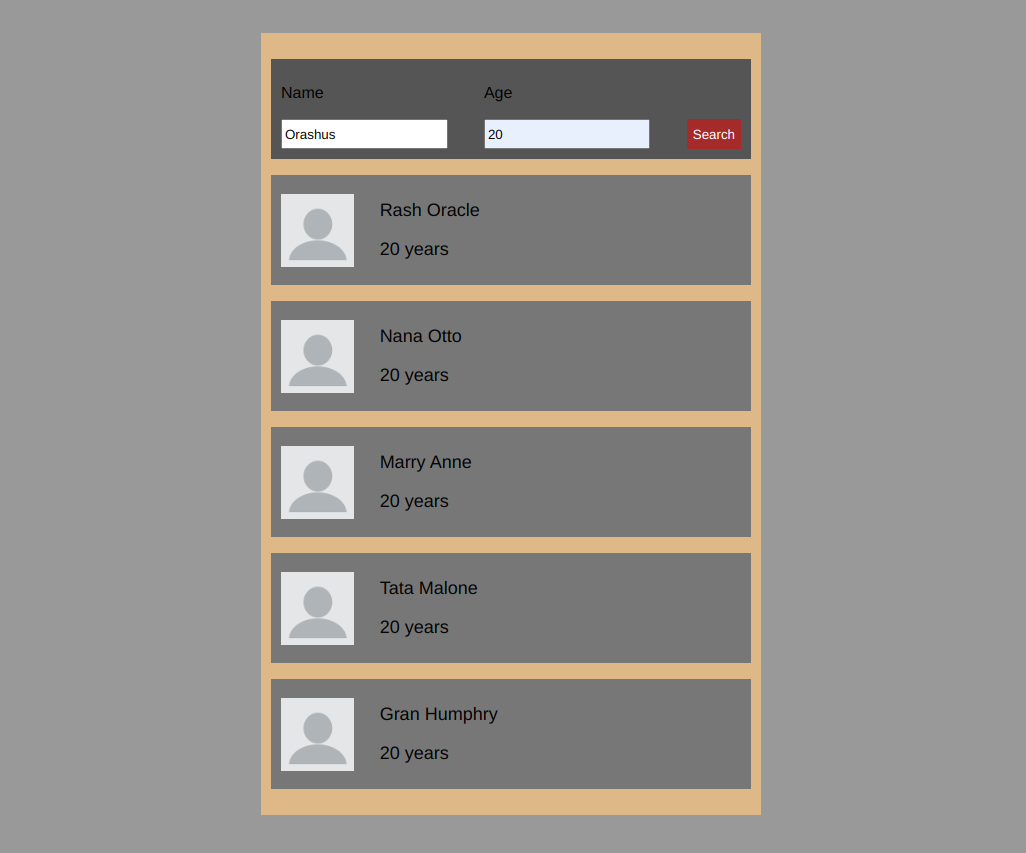 Name Age
Orashus 20 Search
Rash Oracle
20 years
Nana Otto
20 years
Marry Anne
20 years
Tata Malone
20 years
Gran Humphry
20 years